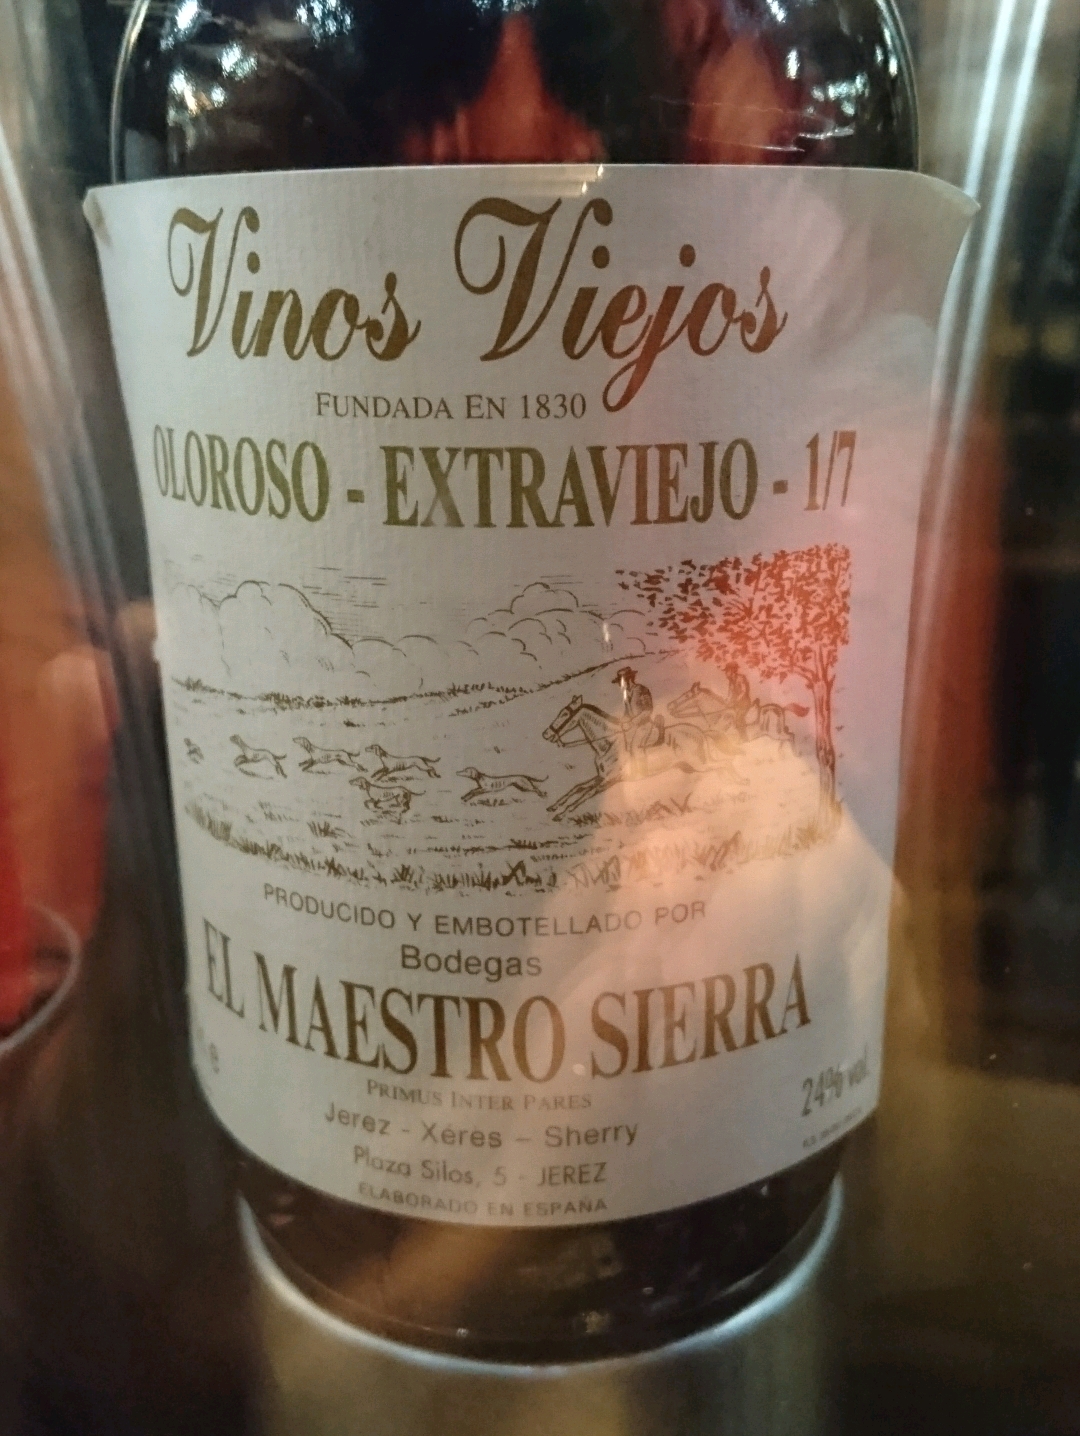 Vinos Viejos
FUNDADA EN 1830
OLOROSO - EXTRAVIEJO - 1/7
PRODUCIDO Y EMBOTELLADO POR
Bodegas
EL MAESTRO SIERRA
PRIMUS INTER PARES
24% vol.
Jerez - Xérès - Sherry
Plaza Silos, 5 - JEREZ
ELABORADO EN ESPAÑA